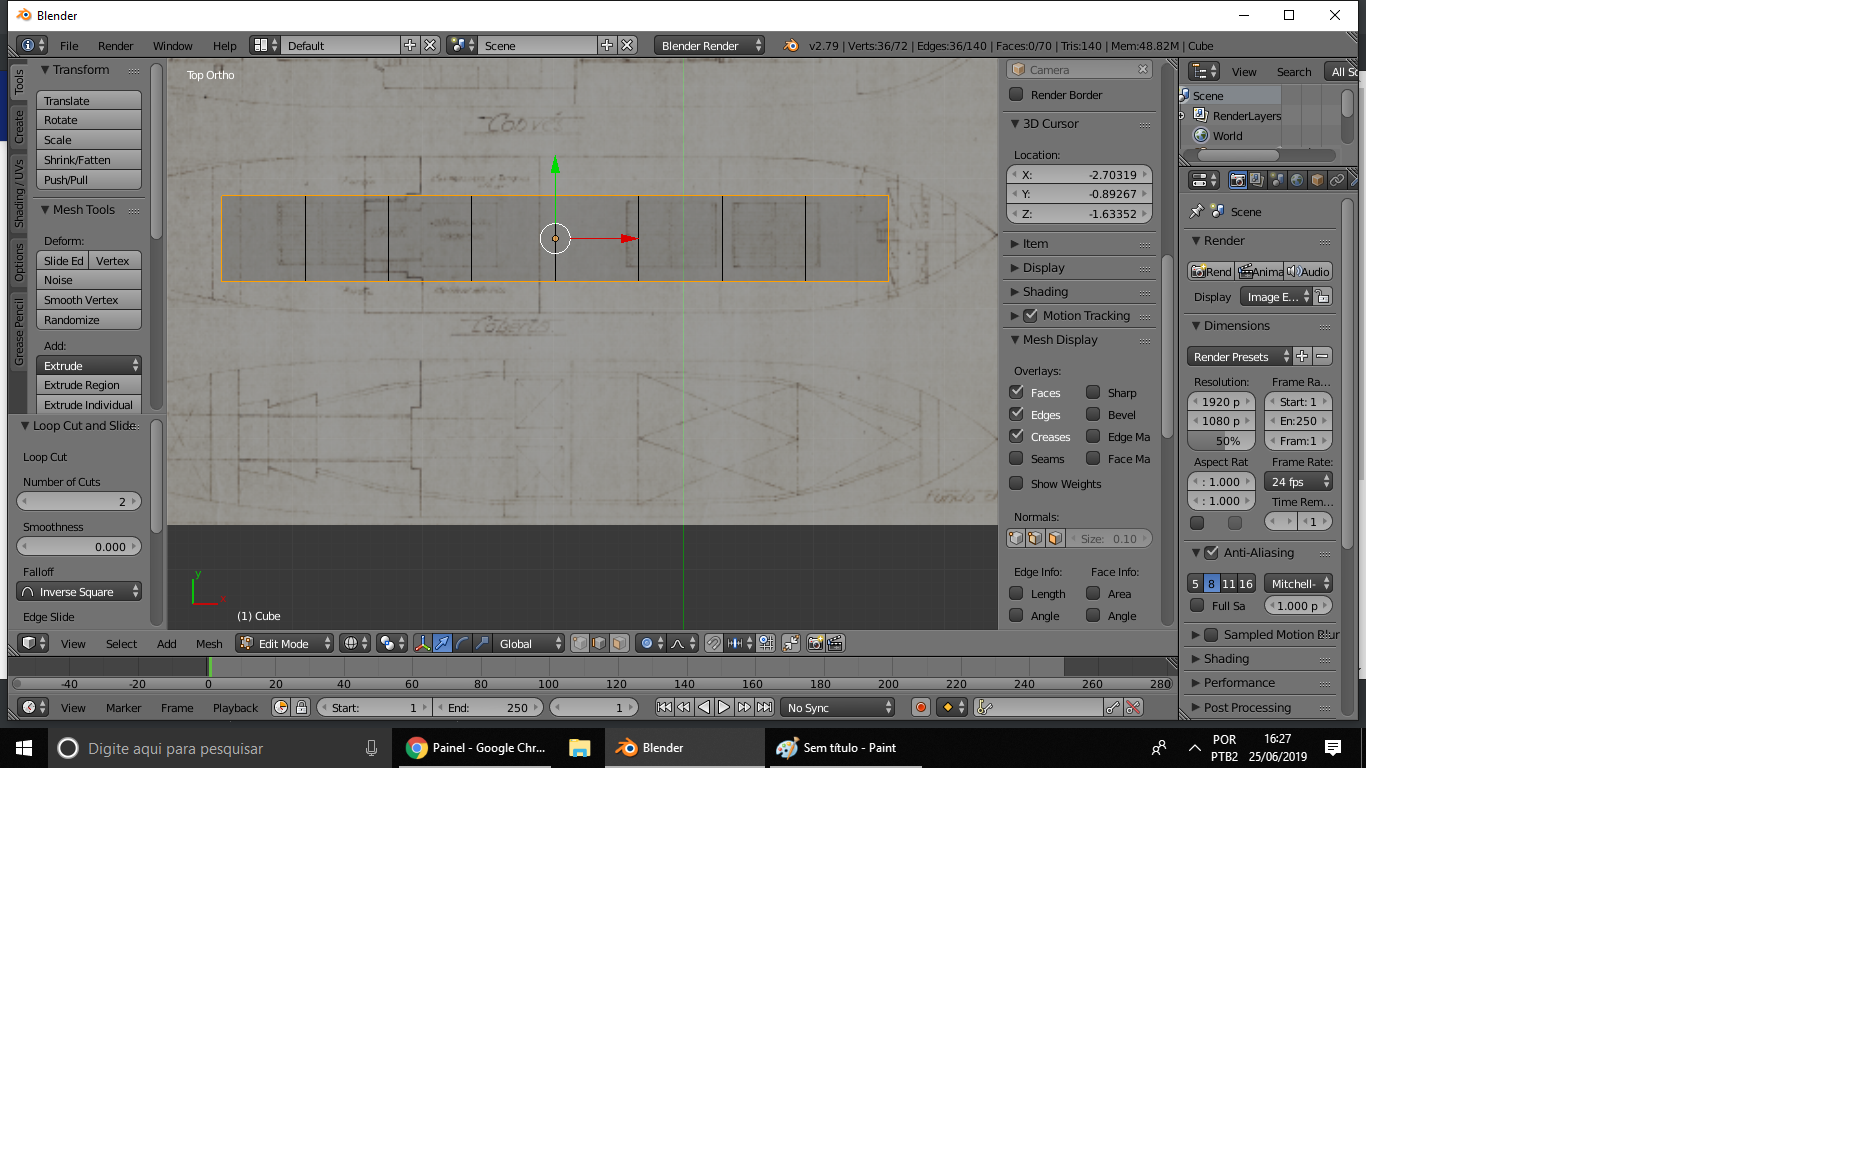 Blender
File Render Window Help Default Scene Blender Render v2.79 | Verts:36/72 | Edges:36/140 | Faces:0/70 | Tris:140 | Mem:48.82M | Cube
Tools
Create
Shading / UVs
Options
Grease Pencil
Transform
Translate
Rotate
Scale
Shrink/Fatten
Push/Pull
Mesh Tools
Deform:
Slide Ed Vertex
Noise
Smooth Vertex
Randomize
Add:
Extrude
Extrude Region
Extrude Individual
Loop Cut and Slide
Loop Cut
Number of Cuts
2
Smoothness
0.000
Falloff
Inverse Square
Edge Slide
Top Ortho
Coberta
y
x
(1) Cube
Camera
Render Border
3D Cursor
Location:
X: -2.70319
Y: -0.89267
Z: -1.63352
Item
Display
Shading
Motion Tracking
Mesh Display
Overlays:
Faces Sharp
Edges Bevel
Creases Edge Ma
Seams Face Ma
Show Weights
Normals:
Size: 0.10
Edge Info: Face Info:
Length Area
Angle Angle
View Search All Sc
Scene
RenderLayers
World
Scene
Render
Rend Anima Audio
Display Image E...
Dimensions
Render Presets
Resolution: Frame Ra...
1920 p Start: 1
1080 p En:250
50% Fram:1
Aspect Rat Frame Rate:
: 1.000 24 fps
: 1.000 Time Rem...
1
Anti-Aliasing
5 8 11 16 Mitchell-
Full Sa 1.000 p
Sampled Motion Blur
Shading
Performance
Post Processing
View Select Add Mesh Edit Mode Global
-40 -20 0 20 40 60 80 100 120 140 160 180 200 220 240 260 280
View Marker Frame Playback Start: 1 End: 250 1 No Sync
Digite aqui para pesquisar Painel - Google Chr... Blender Sem título - Paint POR PTB2 16:27 25/06/2019